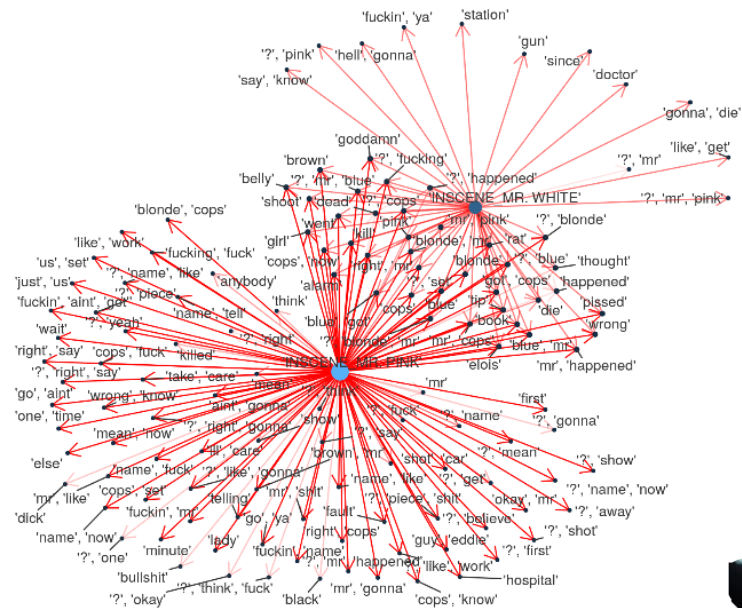 'fuckin', 'ya'
'station'
'?', 'pink'
'hell', 'gonna'
'gun'
'since'
'say', 'know'
'doctor'
'gonna', 'die'
'goddamn'
'like', 'get'
'brown'
'?', 'fucking'
'?', 'mr'
'belly'
'?', 'mr', 'blue'
'?', 'happened'
'shoot'
'dead'
'?', 'cops'
'INSCENE_MR. WHITE'
'?', 'mr', 'pink'
'blonde', 'cops'
'went'
'pink'
'mr', 'pink'
'?', 'blonde'
'like', 'work'
'girl'
'kill'
'blonde', 'mr'
'rat'
'us', 'set'
'fucking', 'fuck'
'cops', 'now'
'right', 'mr'
'blonde'
'?', 'blue'
'thought'
'just', 'us'
'?', 'name', 'like'
'anybody'
'alarm'
'?', 'set'
'got', 'cops'
'happened'
'fuckin', 'aint', 'got'
'?', 'piece'
'think'
'cops', 'blue'
'tip'
'die'
'pissed'
'wait'
'?', 'yeah'
'name', 'tell'
'?', 'right'
'blue', 'got'
'book'
'wrong'
'right', 'say'
'cops', 'fuck'
'killed'
'?', 'blonde', 'mr'
'mr', 'cops'
'blue', 'mr'
'?', 'right', 'say'
'take', 'care'
'mean'
'INSCENE_MR. PINK'
'elois'
'mr', 'happened'
'go', 'aint'
'wrong', 'know'
'aint', 'gonna'
'?', 'think'
'mr'
'first'
'one', 'time'
'mean', 'now'
'?', 'right', 'gonna'
'show'
'?', 'fuck'
'?', 'name'
'?', 'gonna'
'else'
'ill', 'care'
'?', 'say'
'?', 'mean'
'name', 'fuck'
'?', 'like', 'gonna'
'brown', 'mr'
'shot', 'car'
'?', 'show'
'mr', 'like'
'cops', 'set'
'telling'
'mr', 'shit'
'name', 'like'
'?', 'get'
'?', 'name', 'now'
'dick'
'fuckin', 'mr'
'go', 'ya'
'fault'
'?', 'piece', 'shit'
'okay', 'mr'
'?', 'away'
'name', 'now'
'lady'
'right', 'cops'
'?', 'believe'
'?', 'shot'
'?', 'one'
'minute'
'fuckin', 'name'
'guy', 'eddie'
'?', 'first'
'bullshit'
'?', 'mr', 'happened'
'?', 'like', 'work'
'?', 'okay'
'?', 'think', 'fuck'
'black'
'mr', 'gonna'
'cops', 'know'
'hospital'